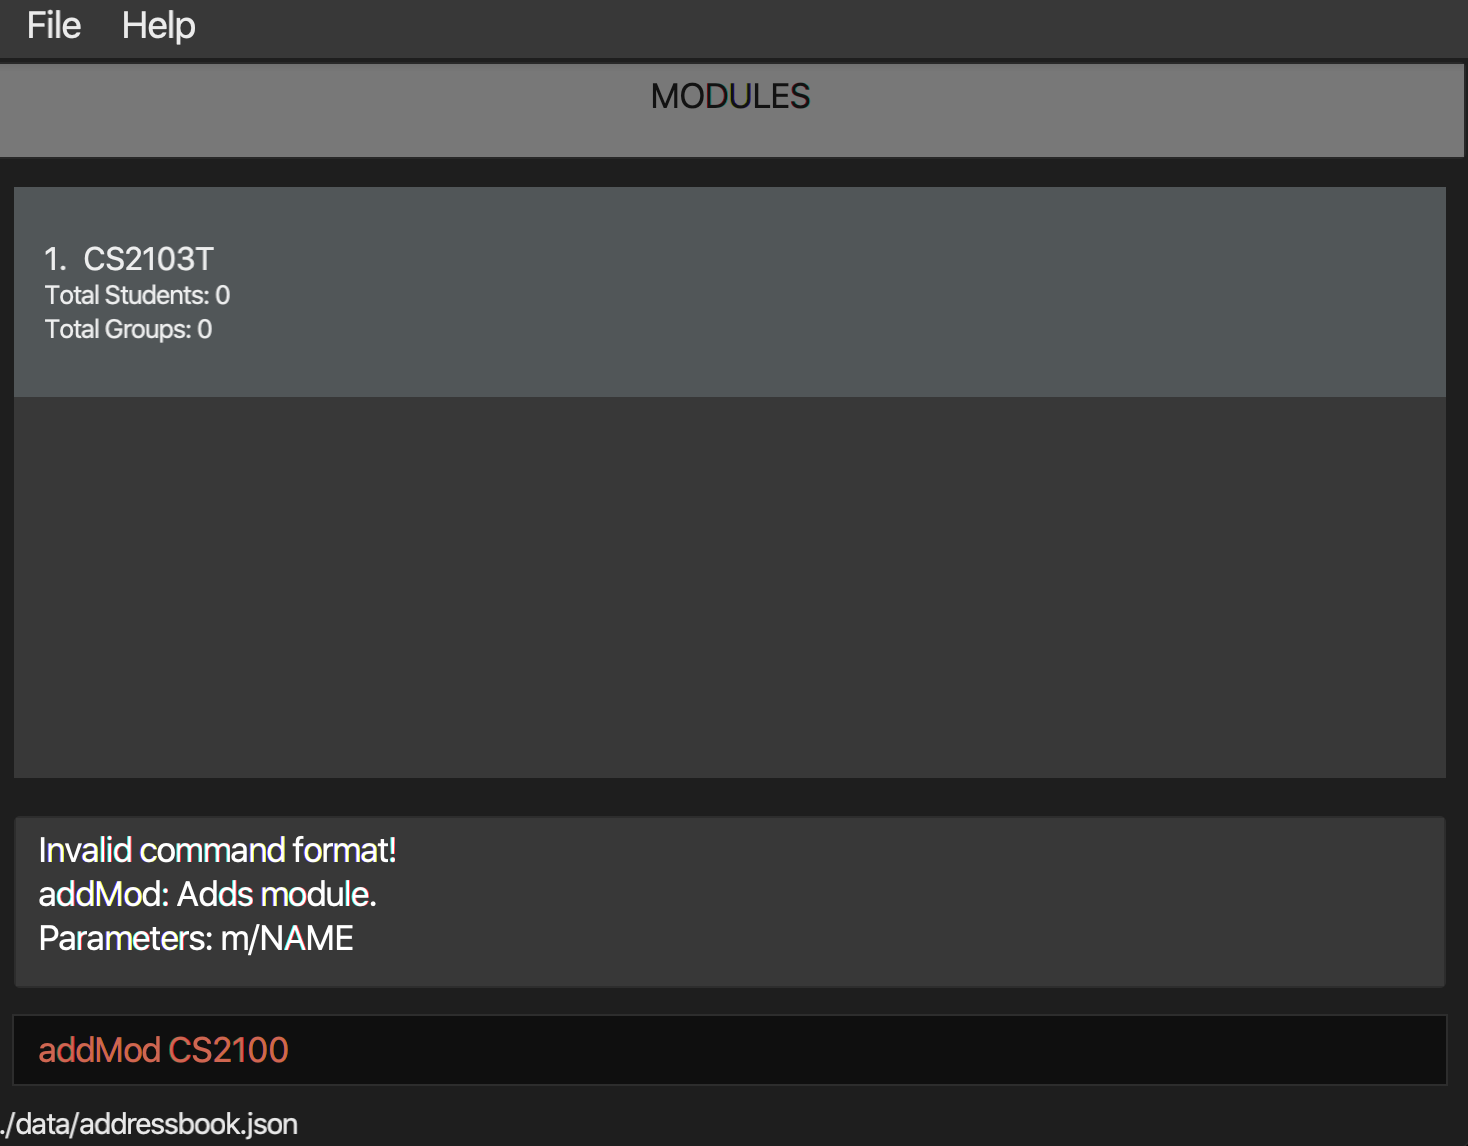 File Help
MODULES
1. CS2103T
Total Students: 0
Total Groups: 0
Invalid command format!
addMod: Adds module.
Parameters: m/NAME
addMod CS2100
./data/addressbook.json